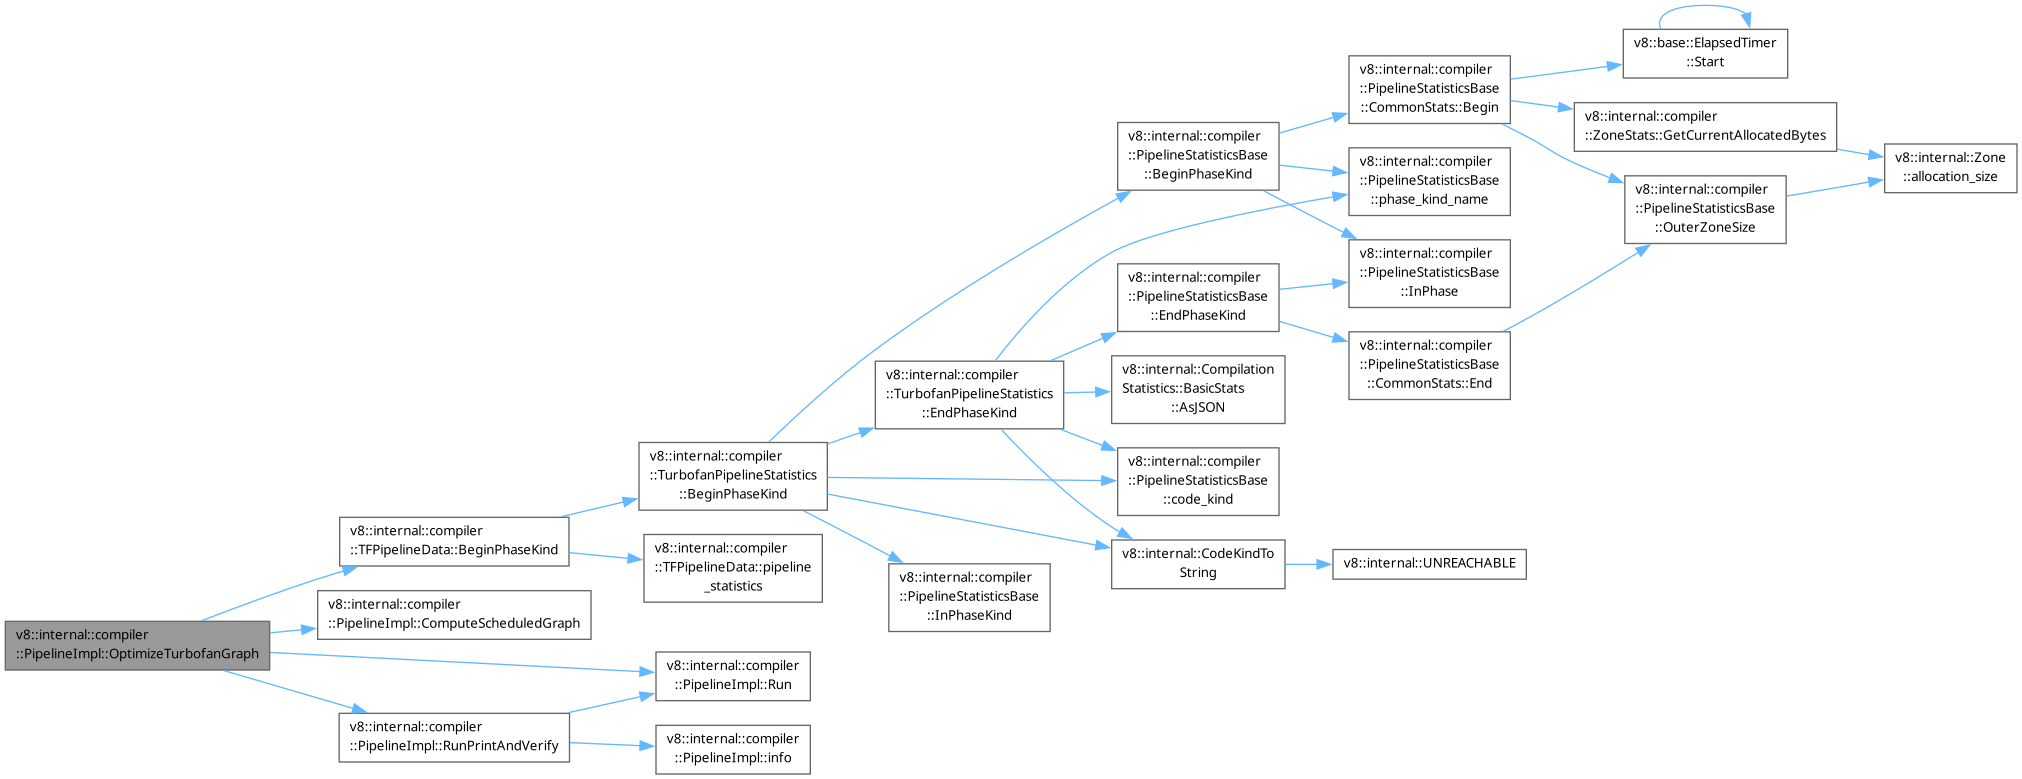 v8::internal::compiler
::PipelineImpl::OptimizeTurbofanGraph
v8::internal::compiler
::TFPipelineData::BeginPhaseKind
v8::internal::compiler
::PipelineImpl::ComputeScheduledGraph
v8::internal::compiler
::PipelineImpl::RunPrintAndVerify
v8::internal::compiler
::TurbofanPipelineStatistics
::BeginPhaseKind
v8::internal::compiler
::TFPipelineData::pipeline
_statistics
v8::internal::compiler
::PipelineImpl::Run
v8::internal::compiler
::PipelineImpl::info
v8::internal::compiler
::TurbofanPipelineStatistics
::EndPhaseKind
v8::internal::compiler
::PipelineStatisticsBase
::InPhaseKind
v8::internal::compiler
::PipelineStatisticsBase
::BeginPhaseKind
v8::internal::compiler
::PipelineStatisticsBase
::EndPhaseKind
v8::internal::Compilation
Statistics::BasicStats
::AsJSON
v8::internal::compiler
::PipelineStatisticsBase
::code_kind
v8::internal::CodeKindTo
String
v8::internal::compiler
::PipelineStatisticsBase
::CommonStats::Begin
v8::internal::compiler
::PipelineStatisticsBase
::phase_kind_name
v8::internal::compiler
::PipelineStatisticsBase
::InPhase
v8::internal::compiler
::PipelineStatisticsBase
::CommonStats::End
v8::internal::UNREACHABLE
v8::base::ElapsedTimer
::Start
v8::internal::compiler
::ZoneStats::GetCurrentAllocatedBytes
v8::internal::compiler
::PipelineStatisticsBase
::OuterZoneSize
v8::internal::Zone
::allocation_size